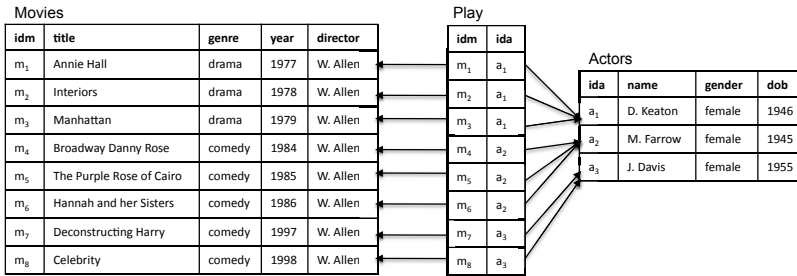 Movies
idm title genre year director
m1 Annie Hall drama 1977 W. Allen
m2 Interiors drama 1978 W. Allen
m3 Manhattan drama 1979 W. Allen
m4 Broadway Danny Rose comedy 1984 W. Allen
m5 The Purple Rose of Cairo comedy 1985 W. Allen
m6 Hannah and her Sisters comedy 1986 W. Allen
m7 Deconstructing Harry comedy 1997 W. Allen
m8 Celebrity comedy 1998 W. Allen
Play
idm ida
m1 a1
m2 a1
m3 a1
m4 a2
m5 a2
m6 a2
m7 a3
m8 a3
Actors
ida name gender dob
a1 D. Keaton female 1946
a2 M. Farrow female 1945
a3 J. Davis female 1955